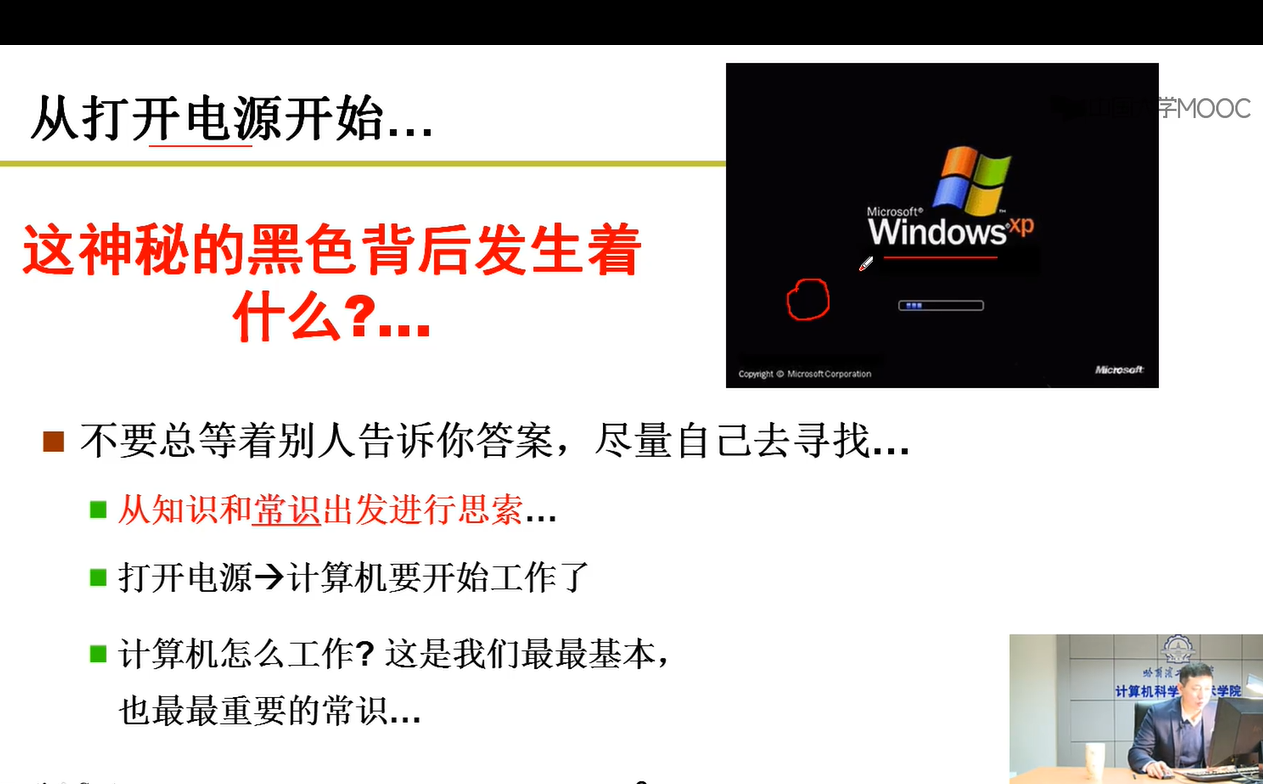 从打开电源开始...
中国大学MOOC
这神秘的黑色背后发生着
什么?...
Microsoft®
Windows xp
Copyright © Microsoft Corporation
Microsoft
不要总等着别人告诉你答案，尽量自己去寻找...
从知识和常识出发进行思索...
打开电源→计算机要开始工作了
计算机怎么工作? 这是我们最最基本，
也最最重要的常识...
计算机科学 术学院